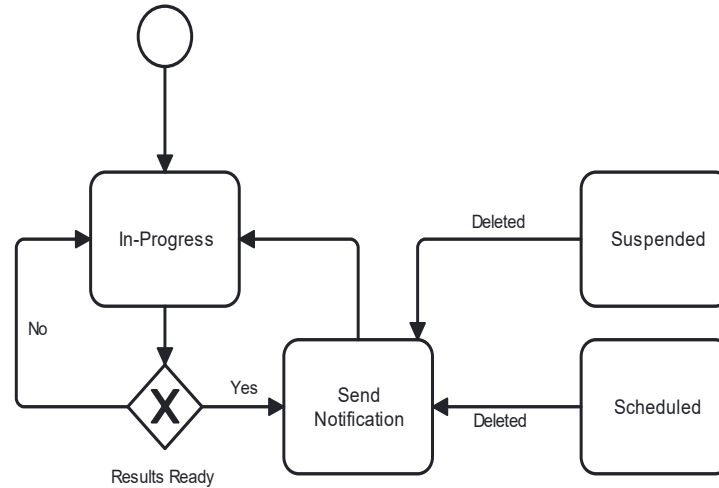 In-Progress
Deleted
Suspended
No
Yes
Send
Notification
Scheduled
Deleted
X
Results Ready